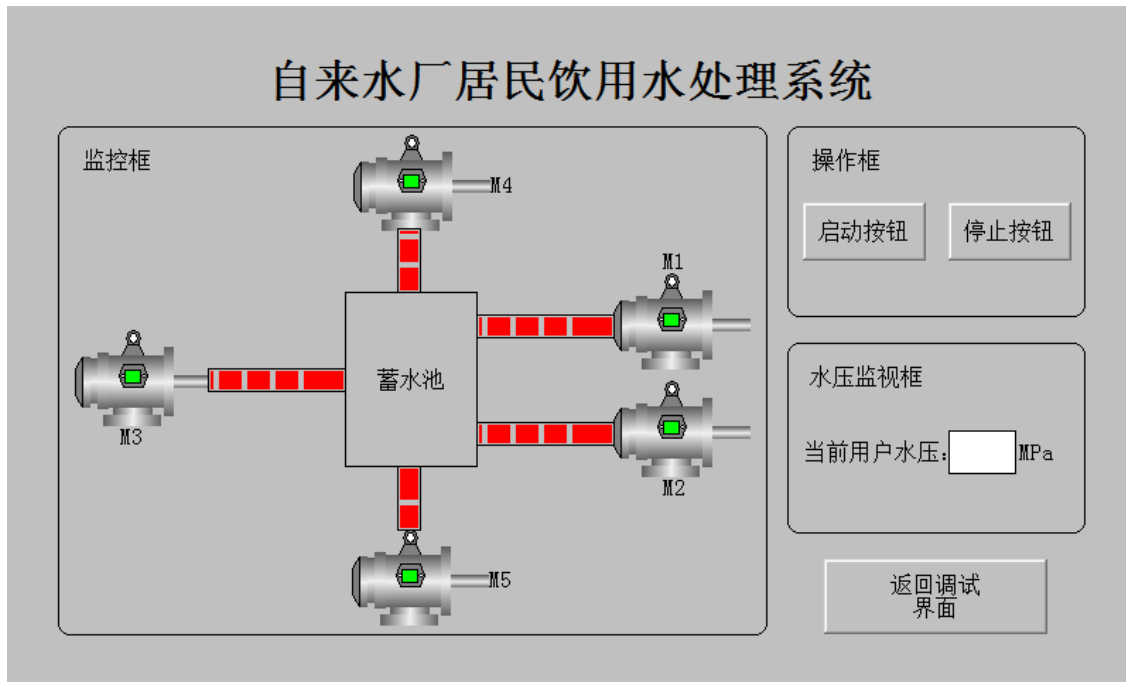 自来水厂居民饮用水处理系统
监控框
M4
M1
蓄水池
M3
M2
M5
操作框
启动按钮
停止按钮
水压监视框
当前用户水压: MPa
返回调试
界面